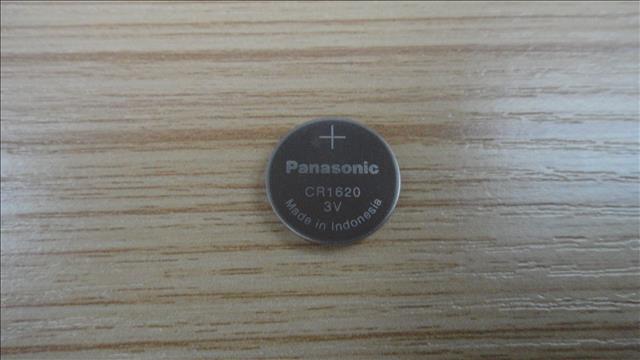 +
Panasonic
CR1620
3V
Made in Indonesia